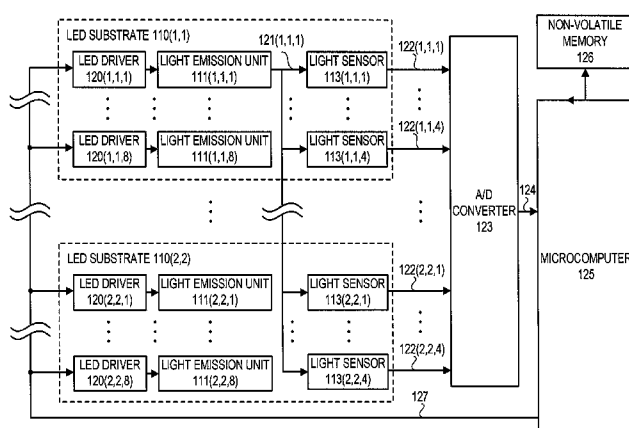 LED SUBSTRATE 110(1,1)
LED DRIVER
120(1,1,1)
LIGHT EMISSION UNIT
111(1,1,1)
121(1,1,1)
LIGHT SENSOR
113(1,1,1)
122(1,1,1)
LED DRIVER
120(1,1,8)
LIGHT EMISSION UNIT
111(1,1,8)
LIGHT SENSOR
113(1,1,4)
122(1,1,4)
LED SUBSTRATE 110(2,2)
LED DRIVER
120(2,2,1)
LIGHT EMISSION UNIT
111(2,2,1)
LIGHT SENSOR
113(2,2,1)
122(2,2,1)
LED DRIVER
120(2,2,8)
LIGHT EMISSION UNIT
111(2,2,8)
LIGHT SENSOR
113(2,2,4)
122(2,2,4)
A/D
CONVERTER
123
124
NON-VOLATILE
MEMORY
126
MICROCOMPUTER
125
127